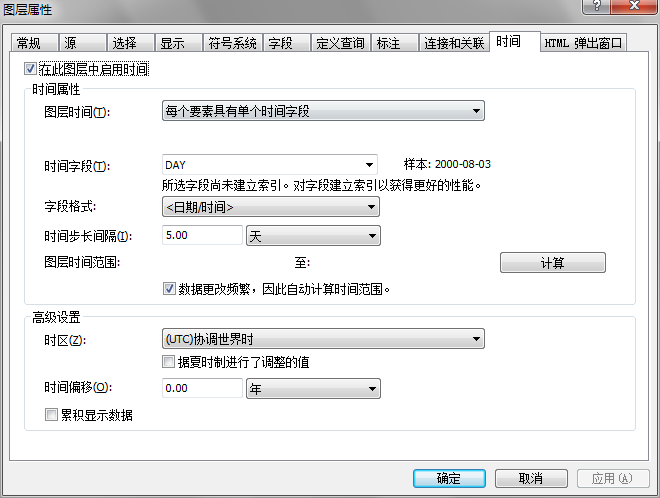 图层属性
常规 源 选择 显示 符号系统 字段 定义查询 标注 连接和关联 时间 HTML 弹出窗口
在此图层中启用时间
时间属性
图层时间(T): 每个要素具有单个时间字段
时间字段(T): DAY 样本: 2000-08-03
所选字段尚未建立索引。对字段建立索引以获得更好的性能。
字段格式: <日期/时间>
时间步长间隔(I): 5.00 天
图层时间范围: 至: 计算
数据更改频繁，因此自动计算时间范围。
高级设置
时区(Z): (UTC)协调世界时
据夏时制进行了调整的值
时间偏移(O): 0.00 年
累积显示数据
确定 取消 应用(A)